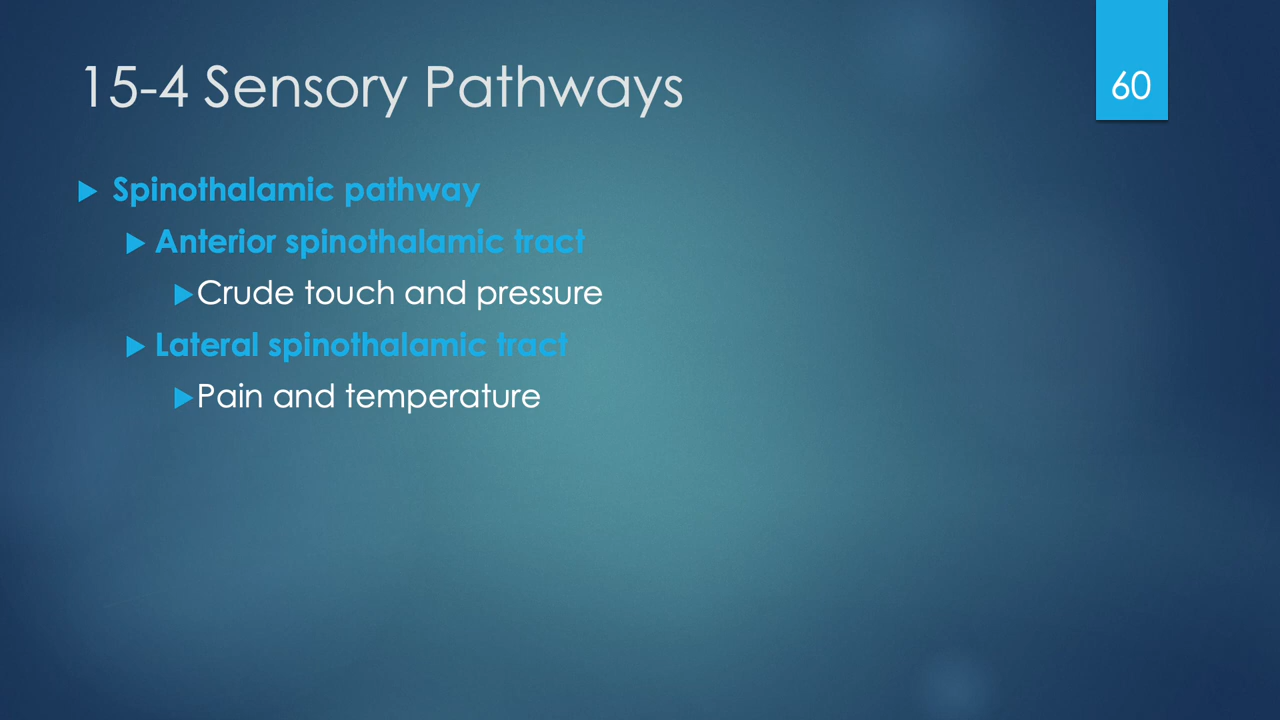 15-4 Sensory Pathways
60
Spinothalamic pathway
Anterior spinothalamic tract
Crude touch and pressure
Lateral spinothalamic tract
Pain and temperature